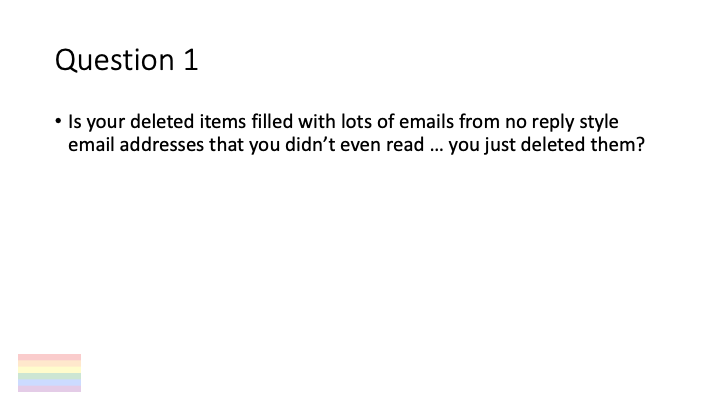 Question 1
• Is your deleted items filled with lots of emails from no reply style
email addresses that you didn’t even read … you just deleted them?